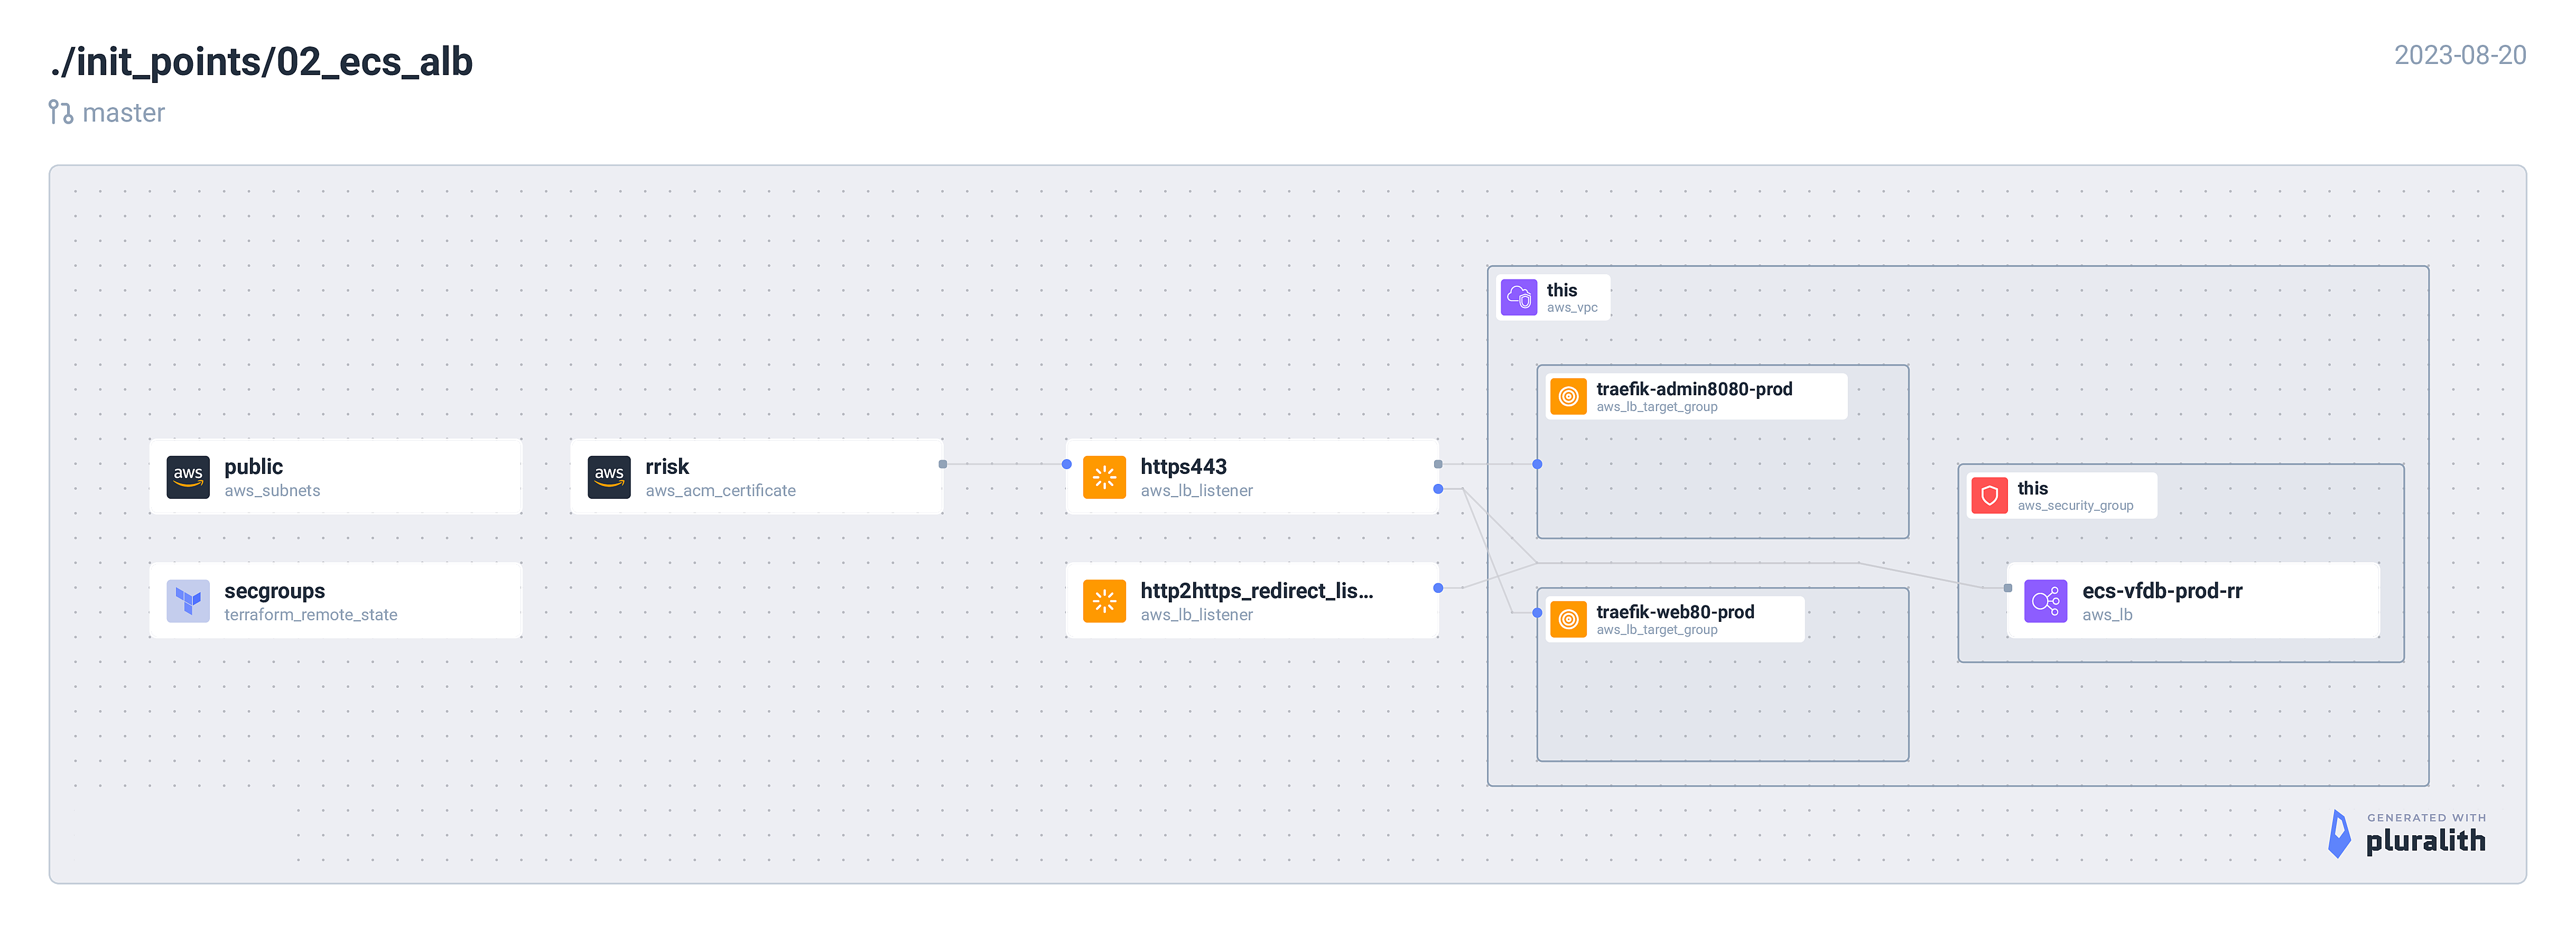 ./init_points/02_ecs_alb
2023-08-20
master
this
aws_vpc
traefik-admin8080-prod
aws_lb_target_group
aws
public
aws_subnets
aws
rrisk
aws_acm_certificate
https443
aws_lb_listener
this
aws_security_group
secgroups
terraform_remote_state
http2https_redirect_lis...
aws_lb_listener
traefik-web80-prod
aws_lb_target_group
ecs-vfdb-prod-rr
aws_lb
GENERATED WITH
pluralith